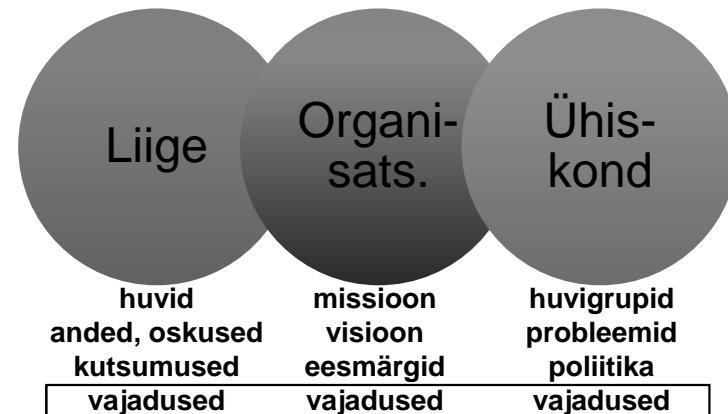 Liige
Organi-
sats.
Ühis-
kond
huvid missioon huvigrupid
anded, oskused visioon probleemid
kutsumused eesmärgid poliitika
vajadused vajadused vajadused